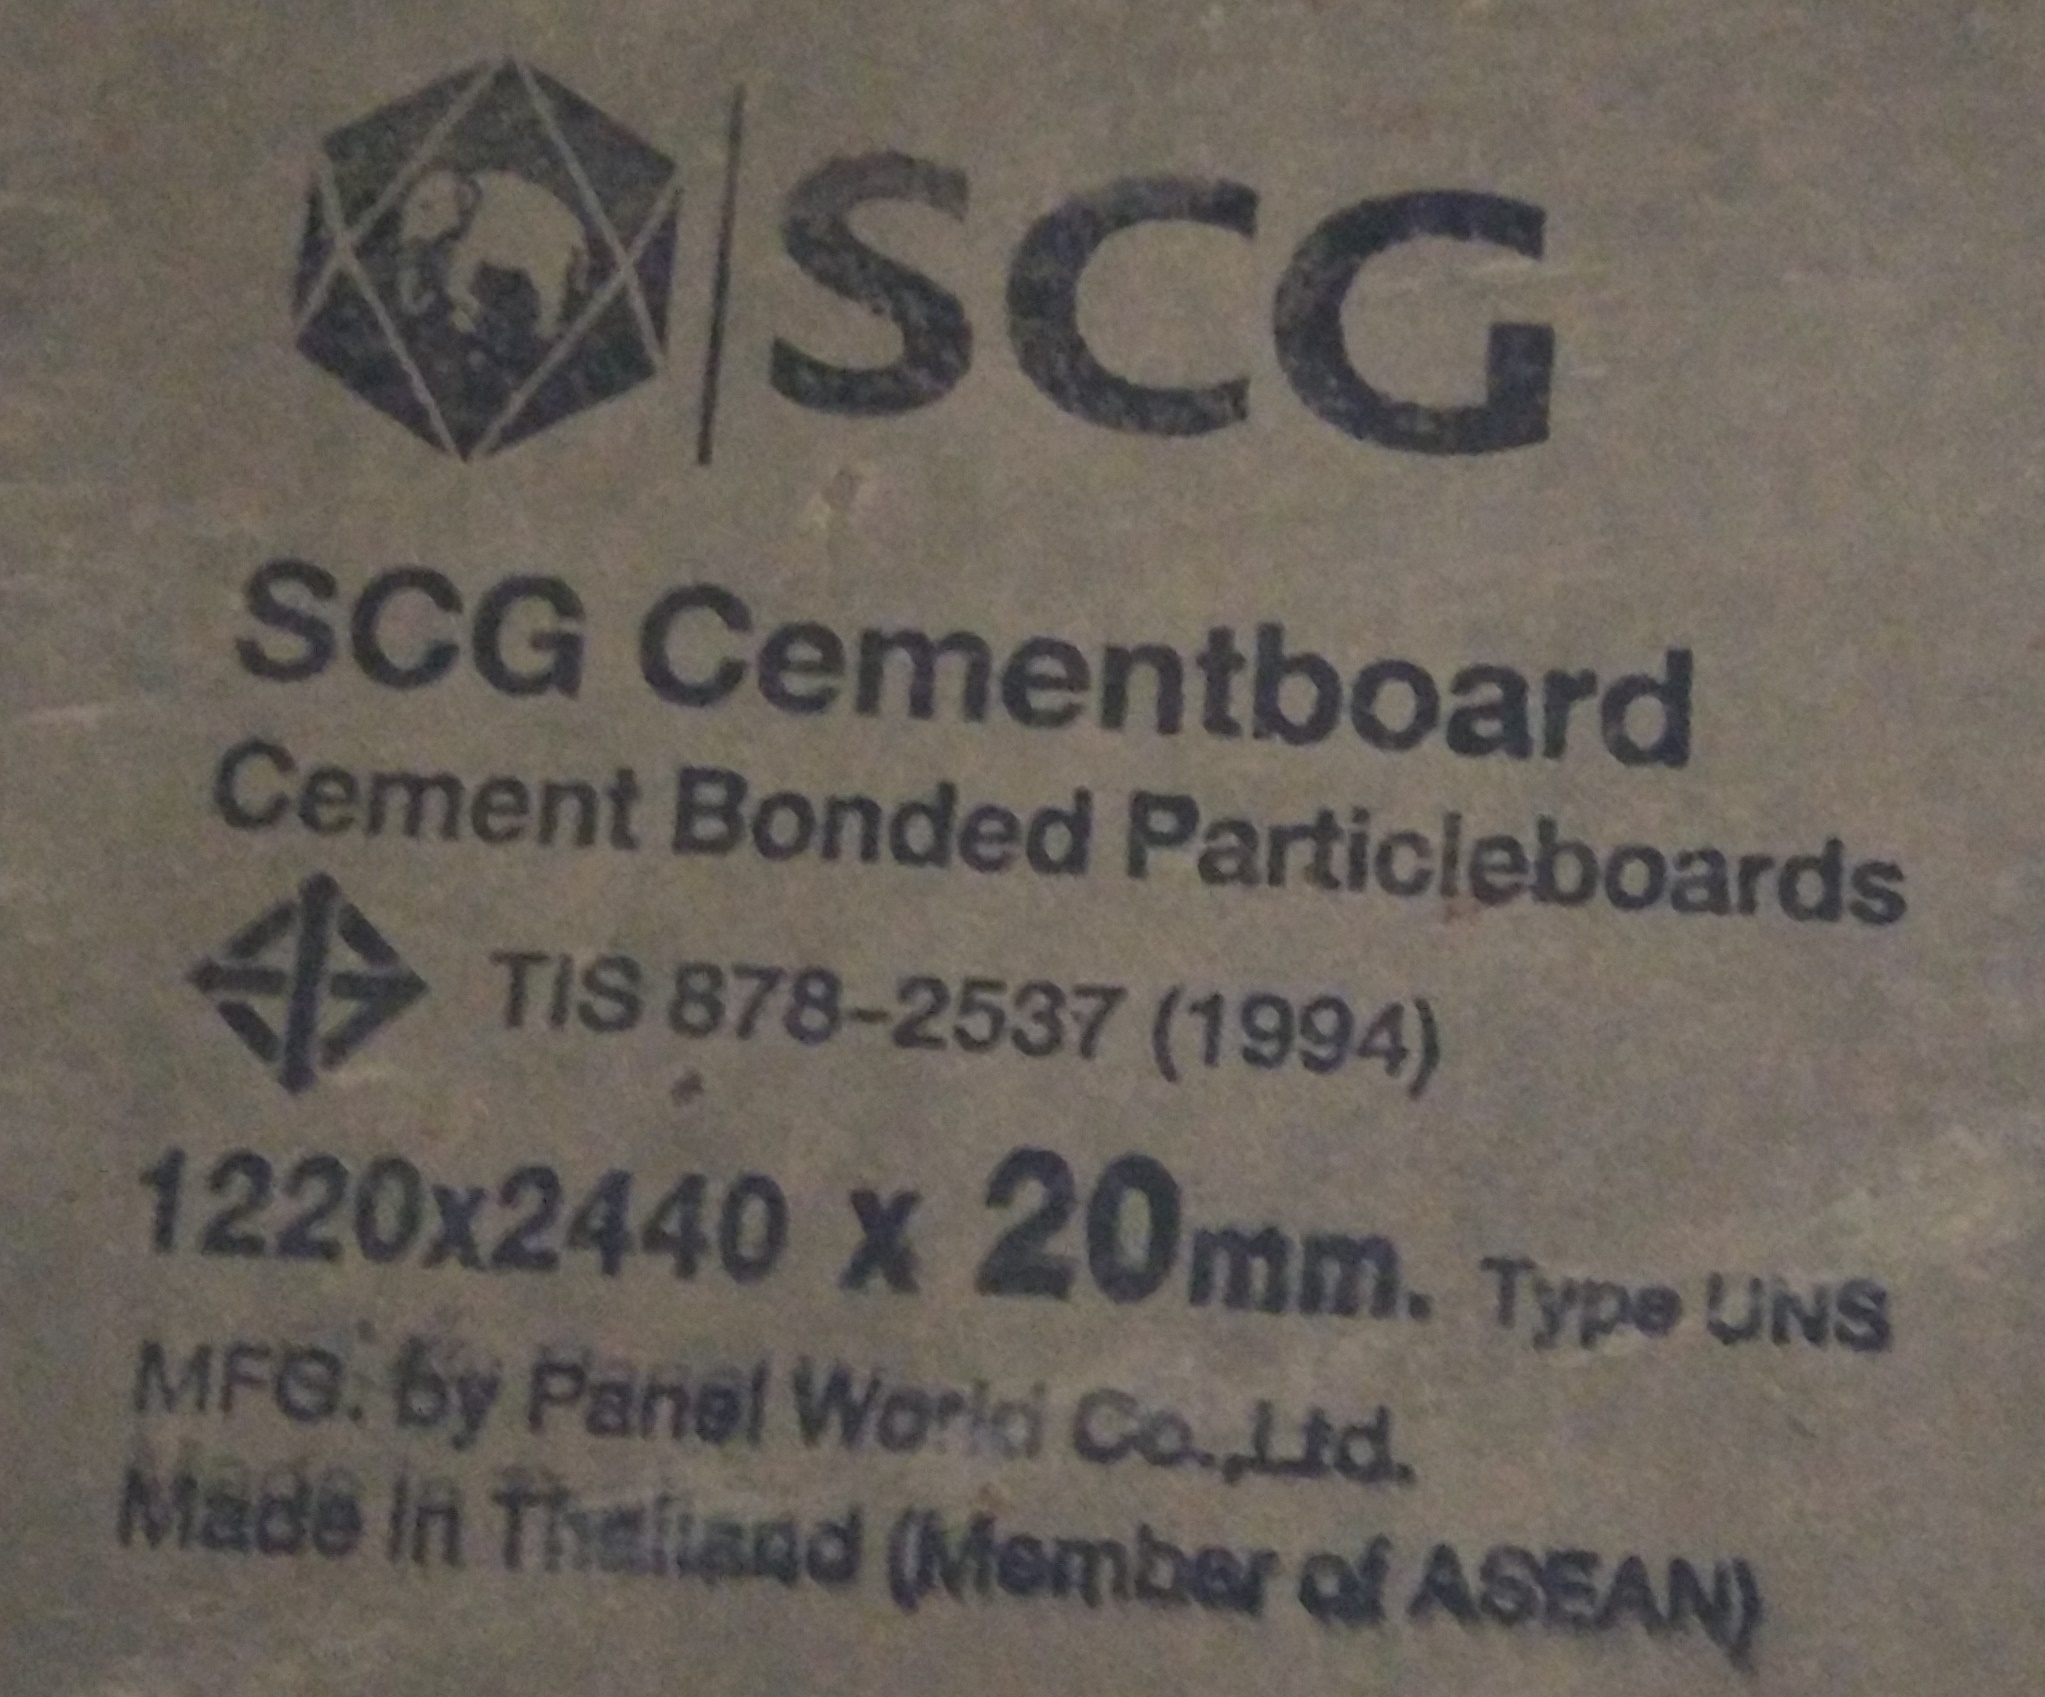 SCG
SCG Cementboard
Cement Bonded Particleboards
TIS 878-2537 (1994)
1220x2440 x 20mm. Type UNS
MFG. by Panel World Co.,Ltd.
Made in Thailand (Member of ASEAN)